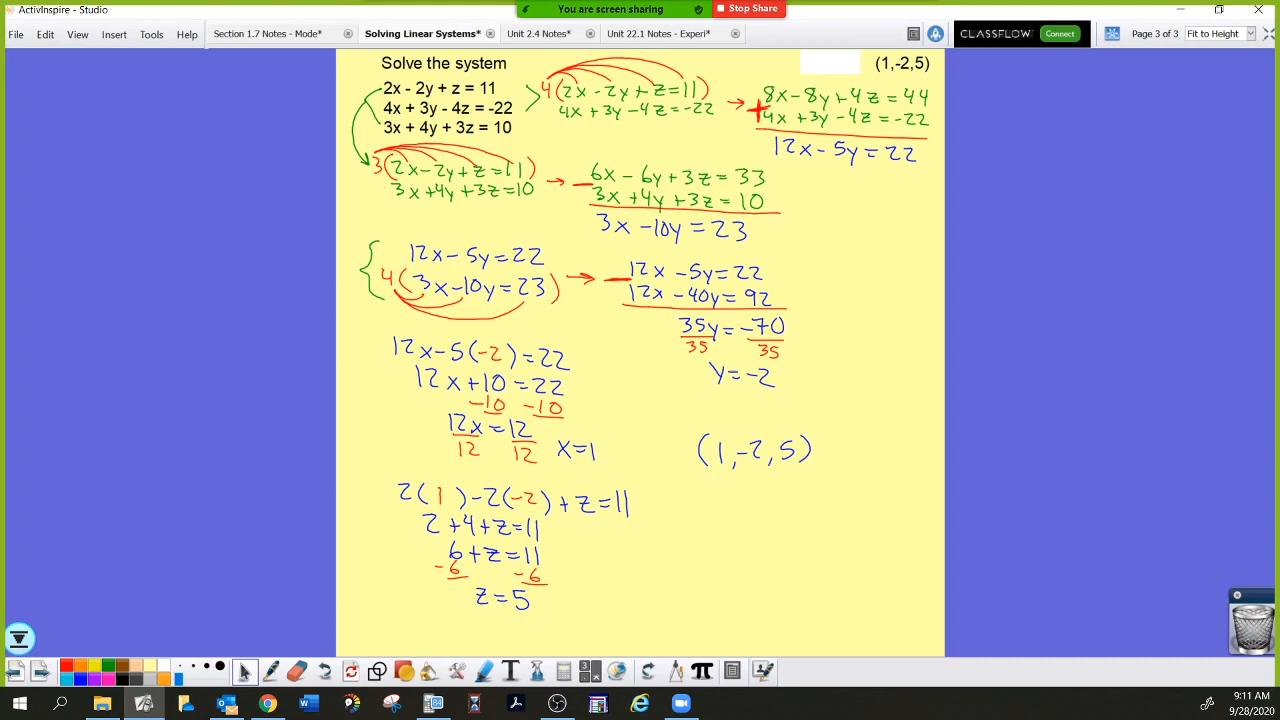 ActivInspire - Studio
You are screen sharing
Stop Share
File Edit View Insert Tools Help
Section 1.7 Notes - Mode*
Solving Linear Systems*
Unit 2.4 Notes*
Unit 22.1 Notes - Experi*
CLASSFLOW Connect
Page 3 of 3
Fit to Height
Solve the system
(1,-2,5)
2x - 2y + z = 11
4x + 3y - 4z = -22
3x + 4y + 3z = 10
4(2x - 2y + z = 11)
4x + 3y - 4z = -22
→ 8x - 8y + 4z = 44
+ 4x + 3y - 4z = -22
12x - 5y = 22
3(2x - 2y + z = 11)
3x + 4y + 3z = 10
→ 6x - 6y + 3z = 33
- 3x + 4y + 3z = 10
3x - 10y = 23
12x - 5y = 22
4(3x - 10y = 23)
→ - 12x - 5y = 22
12x - 40y = 92
35y = -70
35 35
y = -2
12x - 5(-2) = 22
12x + 10 = 22
-10 -10
12x = 12
12 12
x = 1
(1, -2, 5)
2(1) - 2(-2) + z = 11
2 + 4 + z = 11
6 + z = 11
-6 -6
z = 5
9:11 AM
9/28/2020